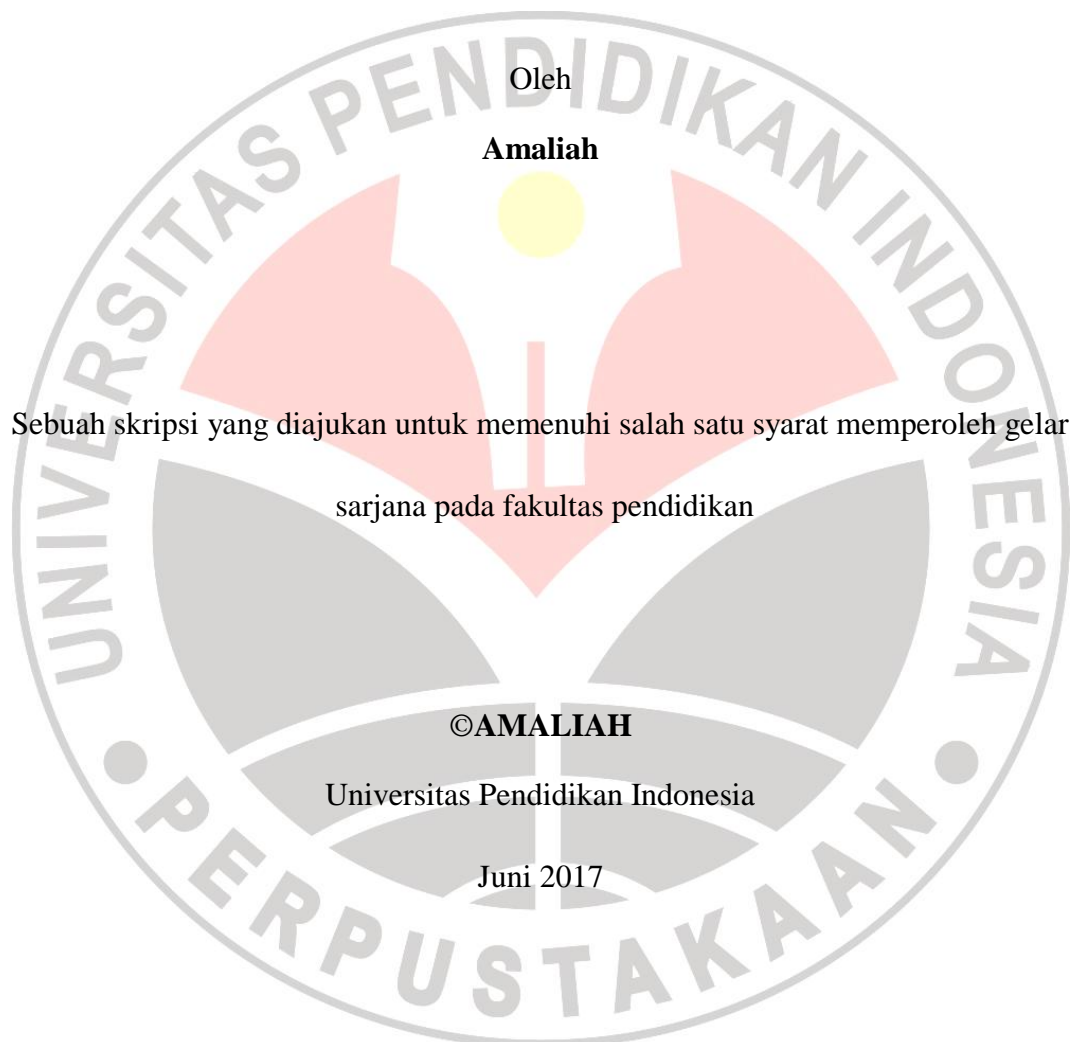 Oleh
Amaliah
Sebuah skripsi yang diajukan untuk memenuhi salah satu syarat memperoleh gelar
sarjana pada fakultas pendidikan
©AMALIAH
Universitas Pendidikan Indonesia
Juni 2017
UNIVERSITAS PENDIDIKAN INDONESIA
PERPUSTAKAAN